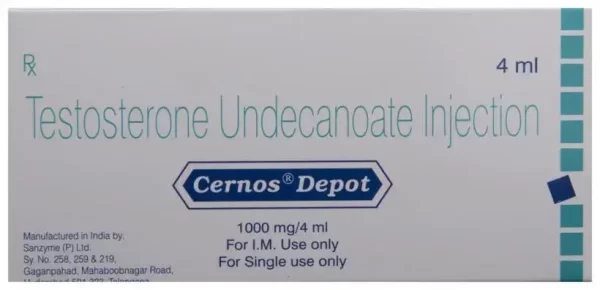 Rx
4 ml
Testosterone Undecanoate Injection
Cernos® Depot
1000 mg/4 ml
For I.M. Use only
For Single use only
Manufactured in India by.
Sanzyme (P) Ltd.
Sy. No. 258, 259 & 219,
Gaganpahad, Mahaboobnagar Road,